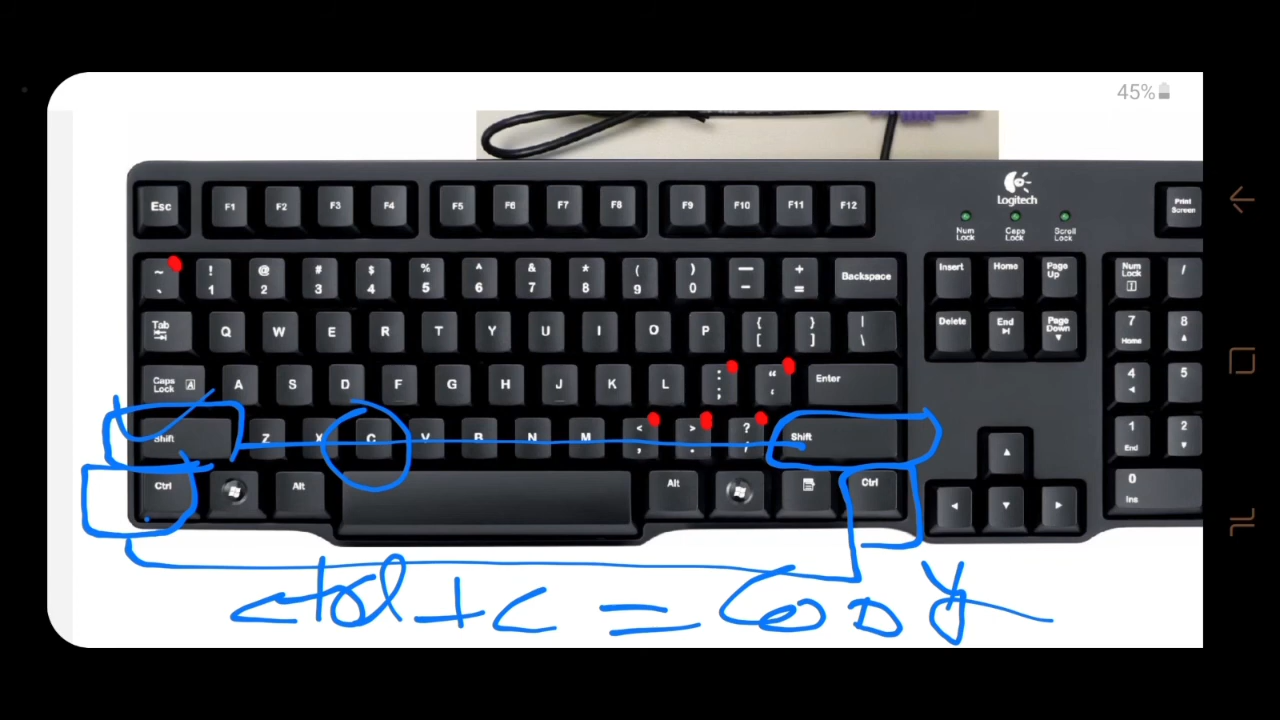 45%
Logitech
Num Lock Caps Lock Scroll Lock
Esc F1 F2 F3 F4 F5 F6 F7 F8 F9 F10 F11 F12 Print Screen
~ ` ! 1 @ 2 # 3 $ 4 % 5 ^ 6 & 7 * 8 ( 9 ) 0 — - + = Backspace Insert Home Page Up Num Lock /
Tab Q W E R T Y U I O P { [ } ] | \ Delete End Page Down 7 Home 8
Caps Lock A A S D F G H J K L : ; “ ‘ Enter 4 5
Shift Z X C V B N M < , > . ? Shift 1 End 2
Ctrl Alt Alt Ctrl 0 Ins
ctrl + c = Copy